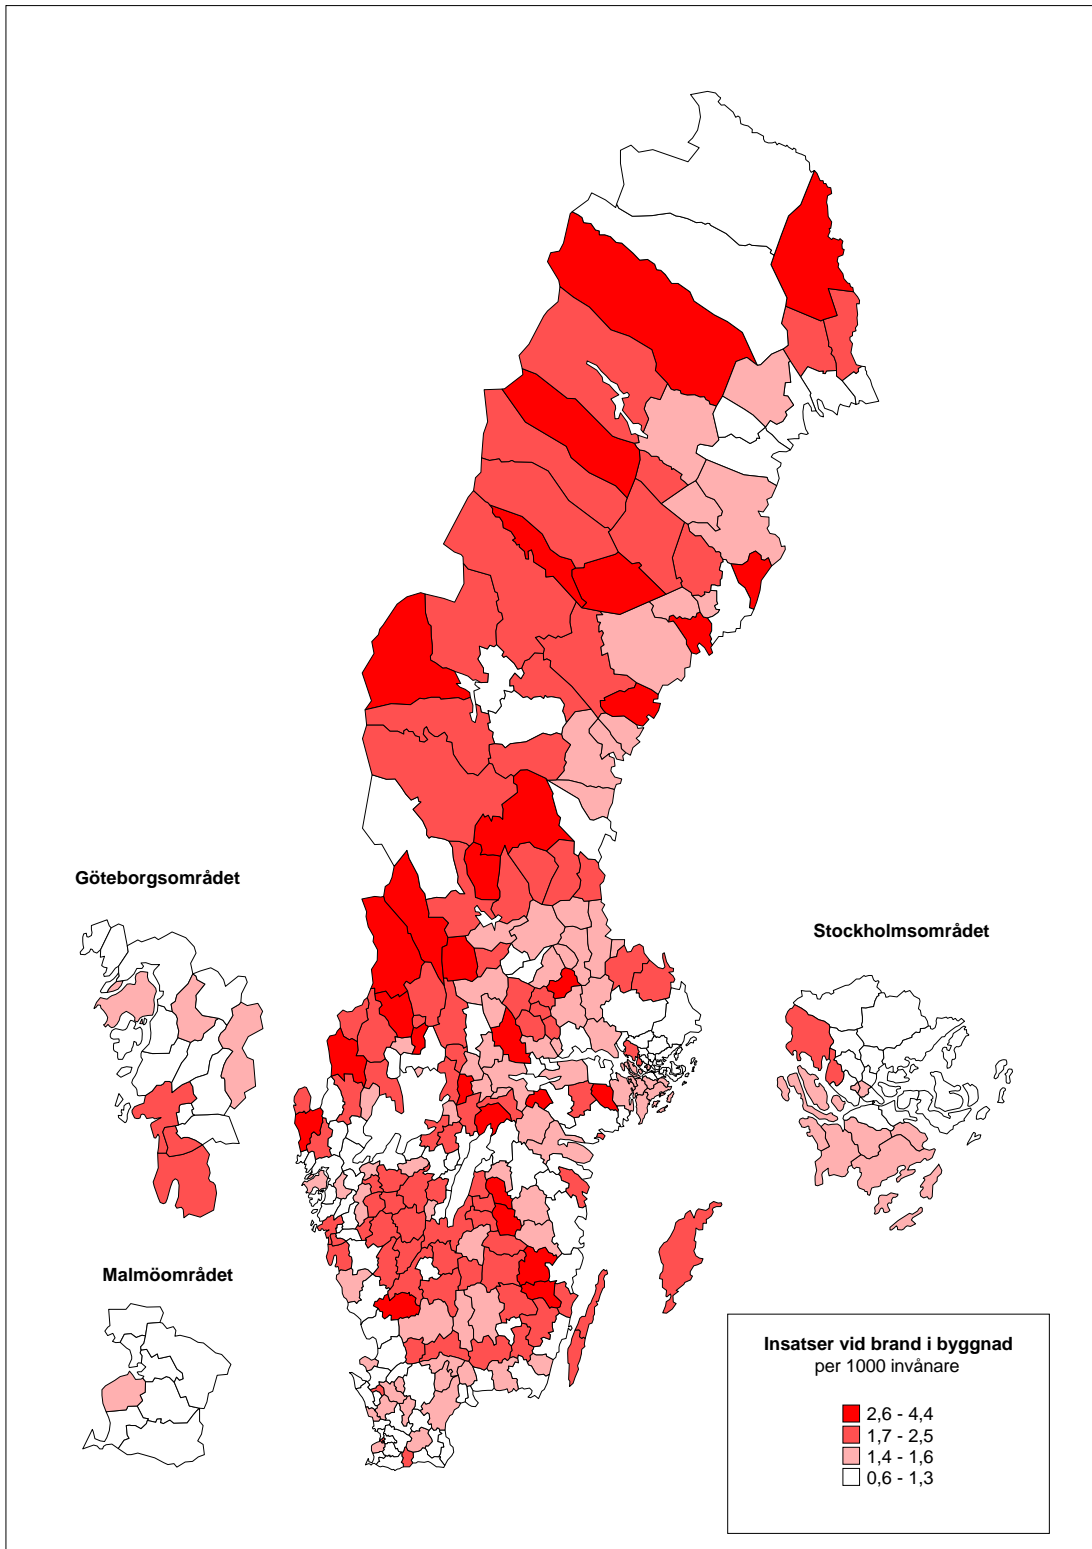 Göteborgsområdet
Stockholmsområdet
Malmöområdet
Insatser vid brand i byggnad
per 1000 invånare
2,6 - 4,4
1,7 - 2,5
1,4 - 1,6
0,6 - 1,3